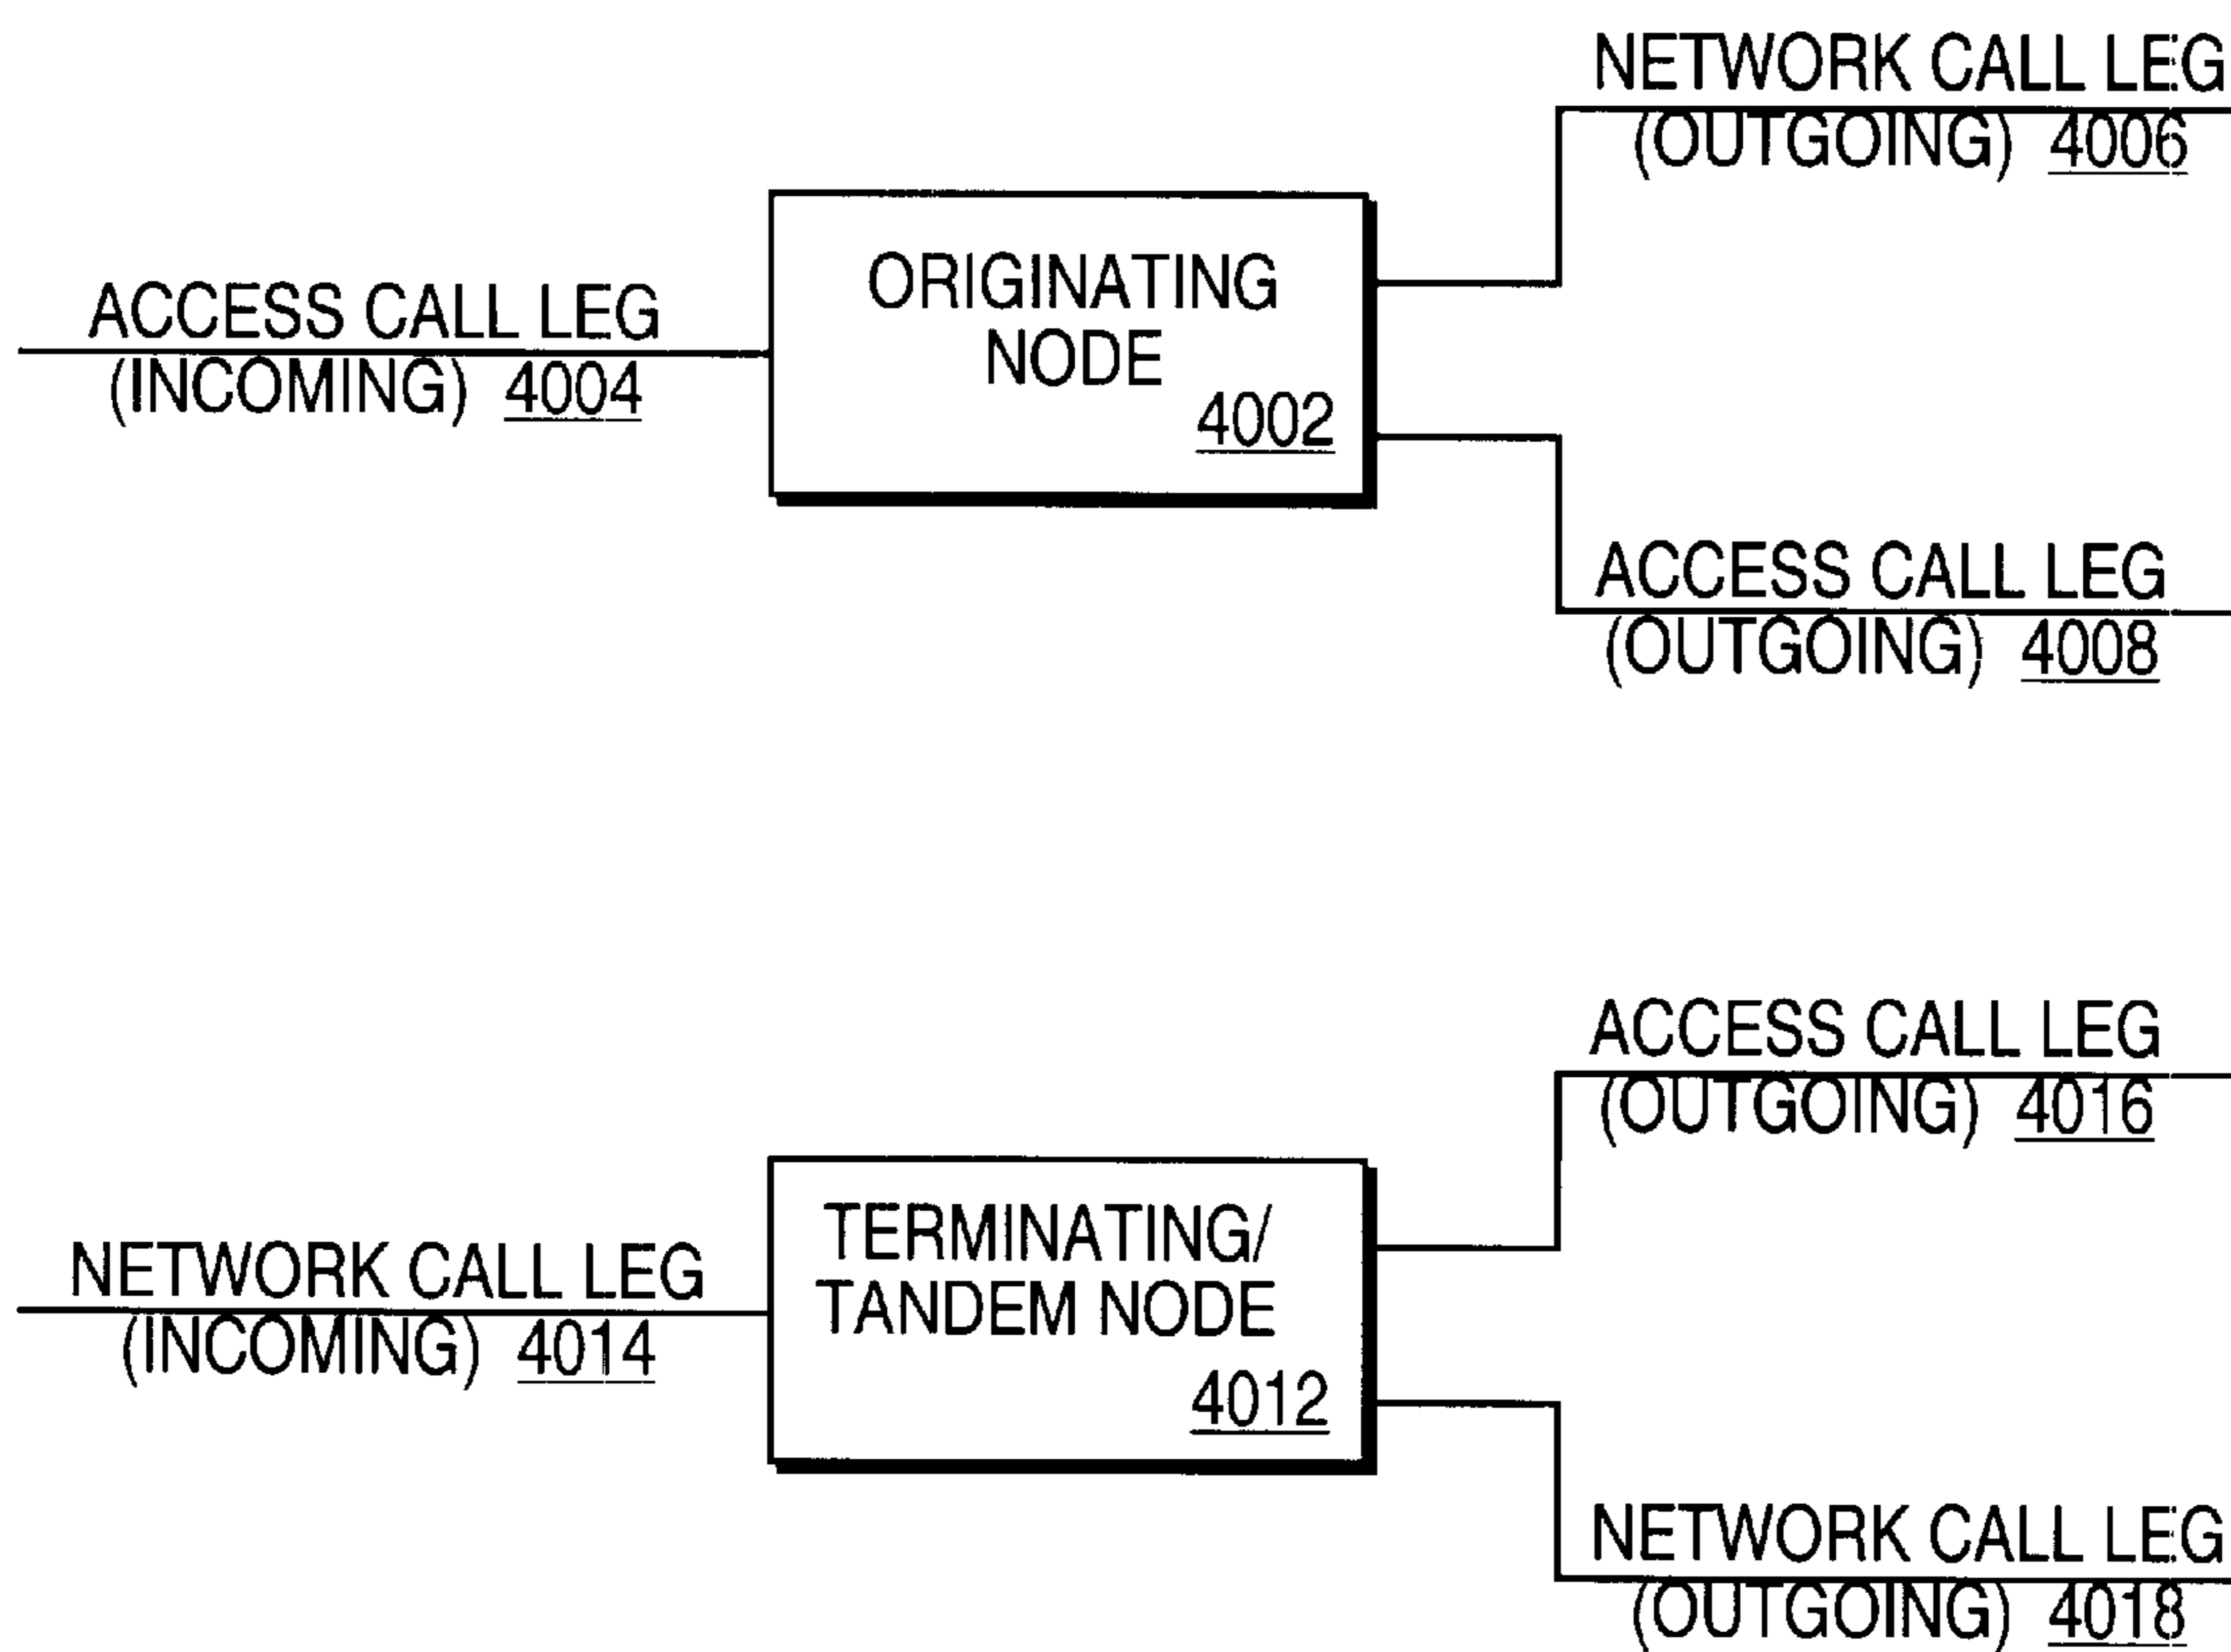 NETWORK CALL LEG
(OUTGOING) 4006
ACCESS CALL LEG
(INCOMING) 4004
ORIGINATING
NODE
4002
ACCESS CALL LEG
(OUTGOING) 4008
ACCESS CALL LEG
(OUTGOING) 4016
NETWORK CALL LEG
(INCOMING) 4014
TERMINATING/
TANDEM NODE
4012
NETWORK CALL LEG
(OUTGOING) 4018